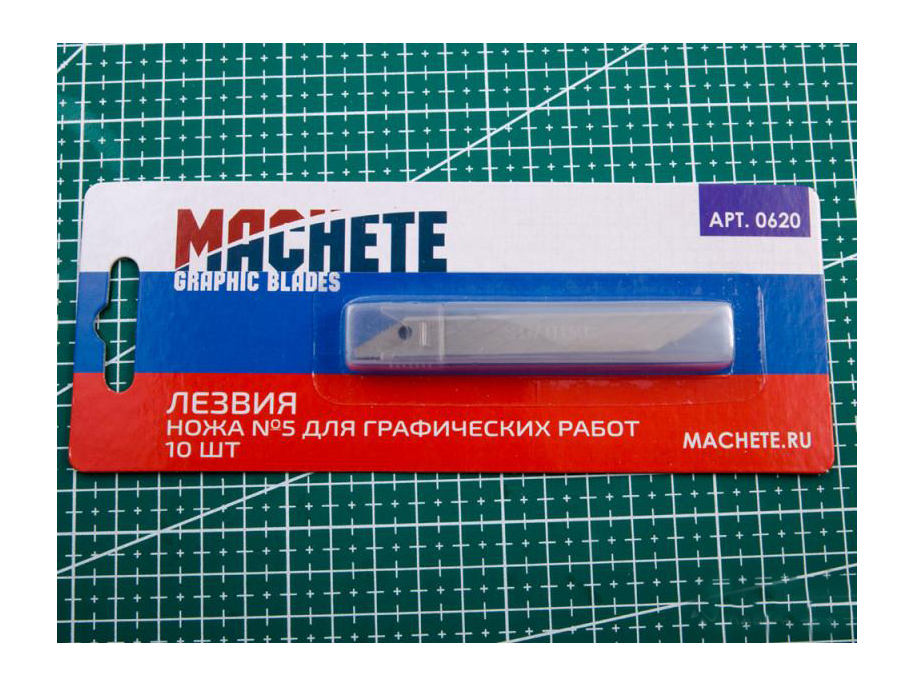 MACHETE
GRAPHIC BLADES
АРТ. 0620
ЛЕЗВИЯ
НОЖА №5 ДЛЯ ГРАФИЧЕСКИХ РАБОТ
10 ШТ
MACHETE.RU